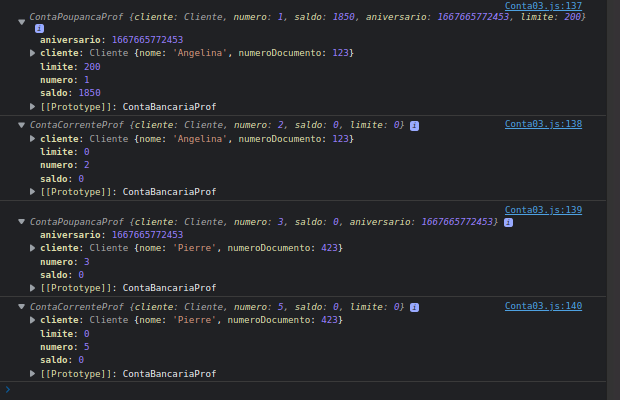 Conta03.js:137
ContaPoupancaProf {cliente: Cliente, numero: 1, saldo: 1850, aniversario: 1667665772453, limite: 200}
i
aniversario: 1667665772453
cliente: Cliente {nome: 'Angelina', numeroDocumento: 123}
limite: 200
numero: 1
saldo: 1850
[[Prototype]]: ContaBancariaProf
ContaCorrenteProf {cliente: Cliente, numero: 2, saldo: 0, limite: 0} i Conta03.js:138
cliente: Cliente {nome: 'Angelina', numeroDocumento: 123}
limite: 0
numero: 2
saldo: 0
[[Prototype]]: ContaBancariaProf
Conta03.js:139
ContaPoupancaProf {cliente: Cliente, numero: 3, saldo: 0, aniversario: 1667665772453} i
aniversario: 1667665772453
cliente: Cliente {nome: 'Pierre', numeroDocumento: 423}
numero: 3
saldo: 0
[[Prototype]]: ContaBancariaProf
ContaCorrenteProf {cliente: Cliente, numero: 5, saldo: 0, limite: 0} i Conta03.js:140
cliente: Cliente {nome: 'Pierre', numeroDocumento: 423}
limite: 0
numero: 5
saldo: 0
[[Prototype]]: ContaBancariaProf